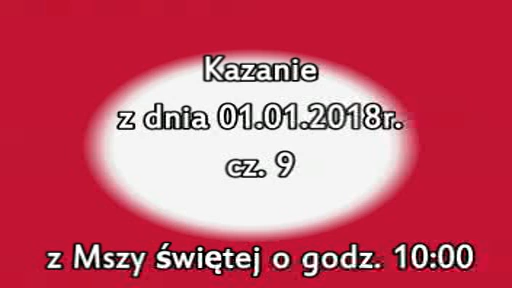 Kazanie
z dnia 01.01.2018r.
cz. 9
z Mszy świętej o godz. 10:00